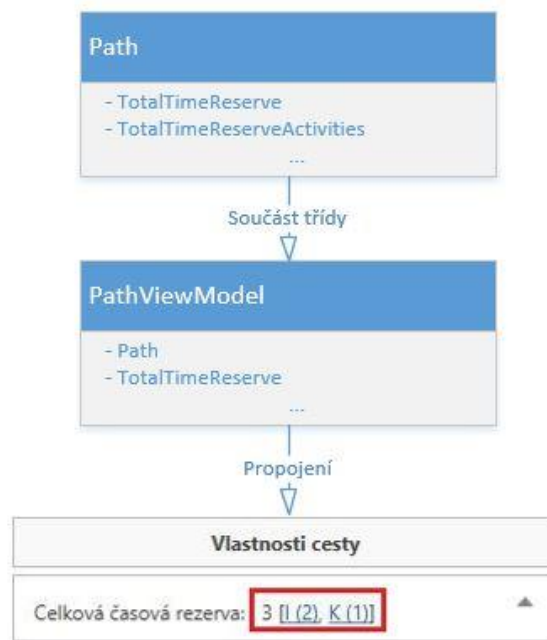 Path
- TotalTimeReserve
- TotalTimeReserveActivities
...
Součást třídy
PathViewModel
- Path
- TotalTimeReserve
...
Propojení
Vlastnosti cesty
Celková časová rezerva: 3 [I (2), K (1)]